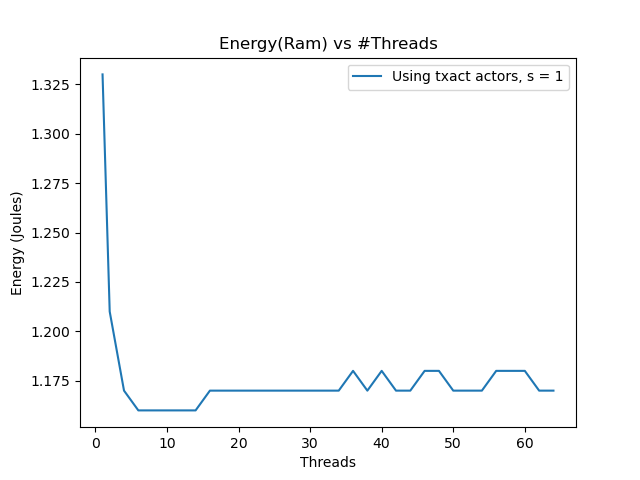 Energy(Ram) vs #Threads
Using txact actors, s = 1
Energy (Joules)
1.325
1.300
1.275
1.250
1.225
1.200
1.175
0 10 20 30 40 50 60
Threads